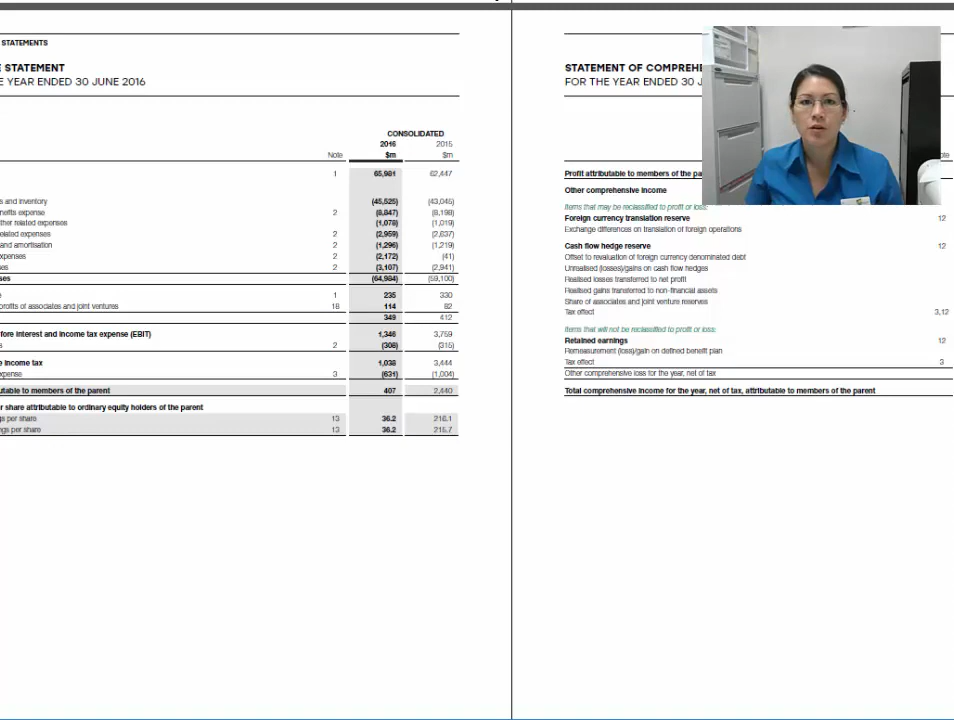 STATEMENTS
STATEMENT
YEAR ENDED 30 JUNE 2016
CONSOLIDATED
2016 2015
Note $m $m
1 65,981 62,447
s and inventory (45,525) (43,045)
nefits expense 2 (8,847) (8,198)
ther related expenses (1,078) (1,019)
elated expenses 2 (2,959) (2,637)
and amortisation 2 (1,296) (1,219)
xpenses 2 (2,172) (41)
ses 2 (3,107) (2,941)
ses (64,984) (59,100)
1 235 330
profits of associates and joint ventures 18 114 82
349 412
fore interest and income tax expense (EBIT) 1,346 3,759
s 2 (308) (315)
e income tax 1,038 3,444
xpense 3 (631) (1,004)
utable to members of the parent 407 2,440
r share attributable to ordinary equity holders of the parent
gs per share 13 36.2 216.1
ngs per share 13 36.2 215.7
STATEMENT OF COMPREH
FOR THE YEAR ENDED 30 J
ote
Profit attributable to members of the pa
Other comprehensive income
Items that may be reclassified to profit or loss:
Foreign currency translation reserve 12
Exchange differences on translation of foreign operations
Cash flow hedge reserve 12
Offset to revaluation of foreign currency denominated debt
Unrealised (losses)/gains on cash flow hedges
Realised losses transferred to net profit
Realised gains transferred to non-financial assets
Share of associates and joint venture reserves
Tax effect 3,12
Items that will not be reclassified to profit or loss:
Retained earnings 12
Remeasurement (loss)/gain on defined benefit plan
Tax effect 3
Other comprehensive loss for the year, net of tax
Total comprehensive income for the year, net of tax, attributable to members of the parent